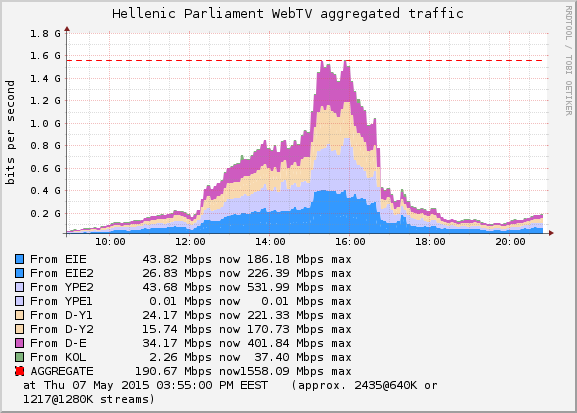 Hellenic Parliament WebTV aggregated traffic
RRDTOOL / TOBI OETIKER
bits per second
1.8 G
1.6 G
1.4 G
1.2 G
1.0 G
0.8 G
0.6 G
0.4 G
0.2 G
10:00 12:00 14:00 16:00 18:00 20:00
From EIE 43.82 Mbps now 186.18 Mbps max
From EIE2 26.83 Mbps now 226.39 Mbps max
From YPE2 43.68 Mbps now 531.99 Mbps max
From YPE1 0.01 Mbps now 0.01 Mbps max
From D-Y1 24.17 Mbps now 221.33 Mbps max
From D-Y2 15.74 Mbps now 170.73 Mbps max
From D-E 34.17 Mbps now 401.84 Mbps max
From KOL 2.26 Mbps now 37.40 Mbps max
AGGREGATE 190.67 Mbps now1558.09 Mbps max
at Thu 07 May 2015 03:55:00 PM EEST (approx. 2435@640K or
1217@1280K streams)